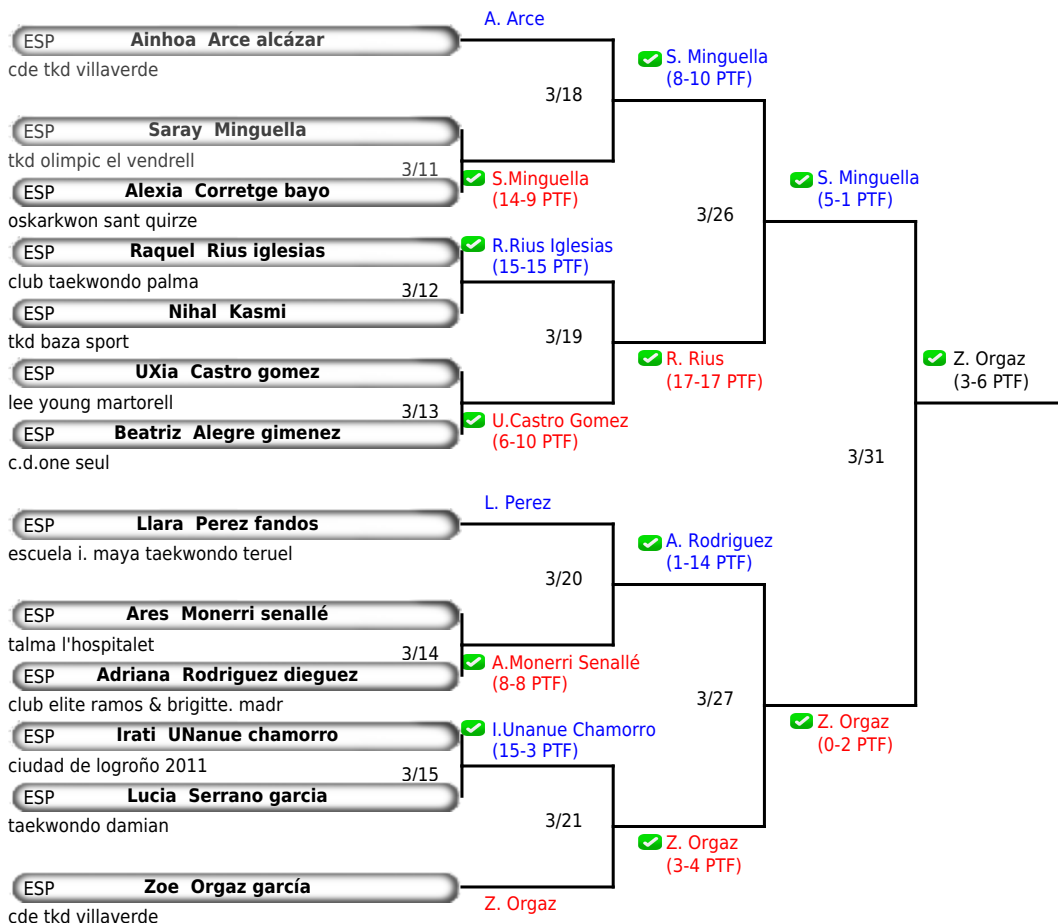 A. Arce
ESP Ainhoa Arce alcázar
cde tkd villaverde
S. Minguella
(8-10 PTF)
3/18
ESP Saray Minguella
tkd olimpic el vendrell
3/11
S.Minguella
(14-9 PTF)
ESP Alexia Corretge bayo
oskarkwon sant quirze
S. Minguella
(5-1 PTF)
3/26
ESP Raquel Rius iglesias
R.Rius Iglesias
(15-15 PTF)
club taekwondo palma
3/12
ESP Nihal Kasmi
tkd baza sport
3/19
R. Rius
(17-17 PTF)
Z. Orgaz
(3-6 PTF)
ESP UXia Castro gomez
lee young martorell
3/13
U.Castro Gomez
(6-10 PTF)
ESP Beatriz Alegre gimenez
c.d.one seul
3/31
L. Perez
ESP Llara Perez fandos
escuela i. maya taekwondo teruel
A. Rodriguez
(1-14 PTF)
3/20
ESP Ares Monerri senallé
talma l'hospitalet
3/14
A.Monerri Senallé
(8-8 PTF)
ESP Adriana Rodriguez dieguez
club elite ramos & brigitte. madr
3/27
ESP Irati UNanue chamorro
I.Unanue Chamorro
(15-3 PTF)
Z. Orgaz
(0-2 PTF)
ciudad de logroño 2011
3/15
ESP Lucia Serrano garcia
taekwondo damian
3/21
Z. Orgaz
(3-4 PTF)
ESP Zoe Orgaz garcía
Z. Orgaz
cde tkd villaverde